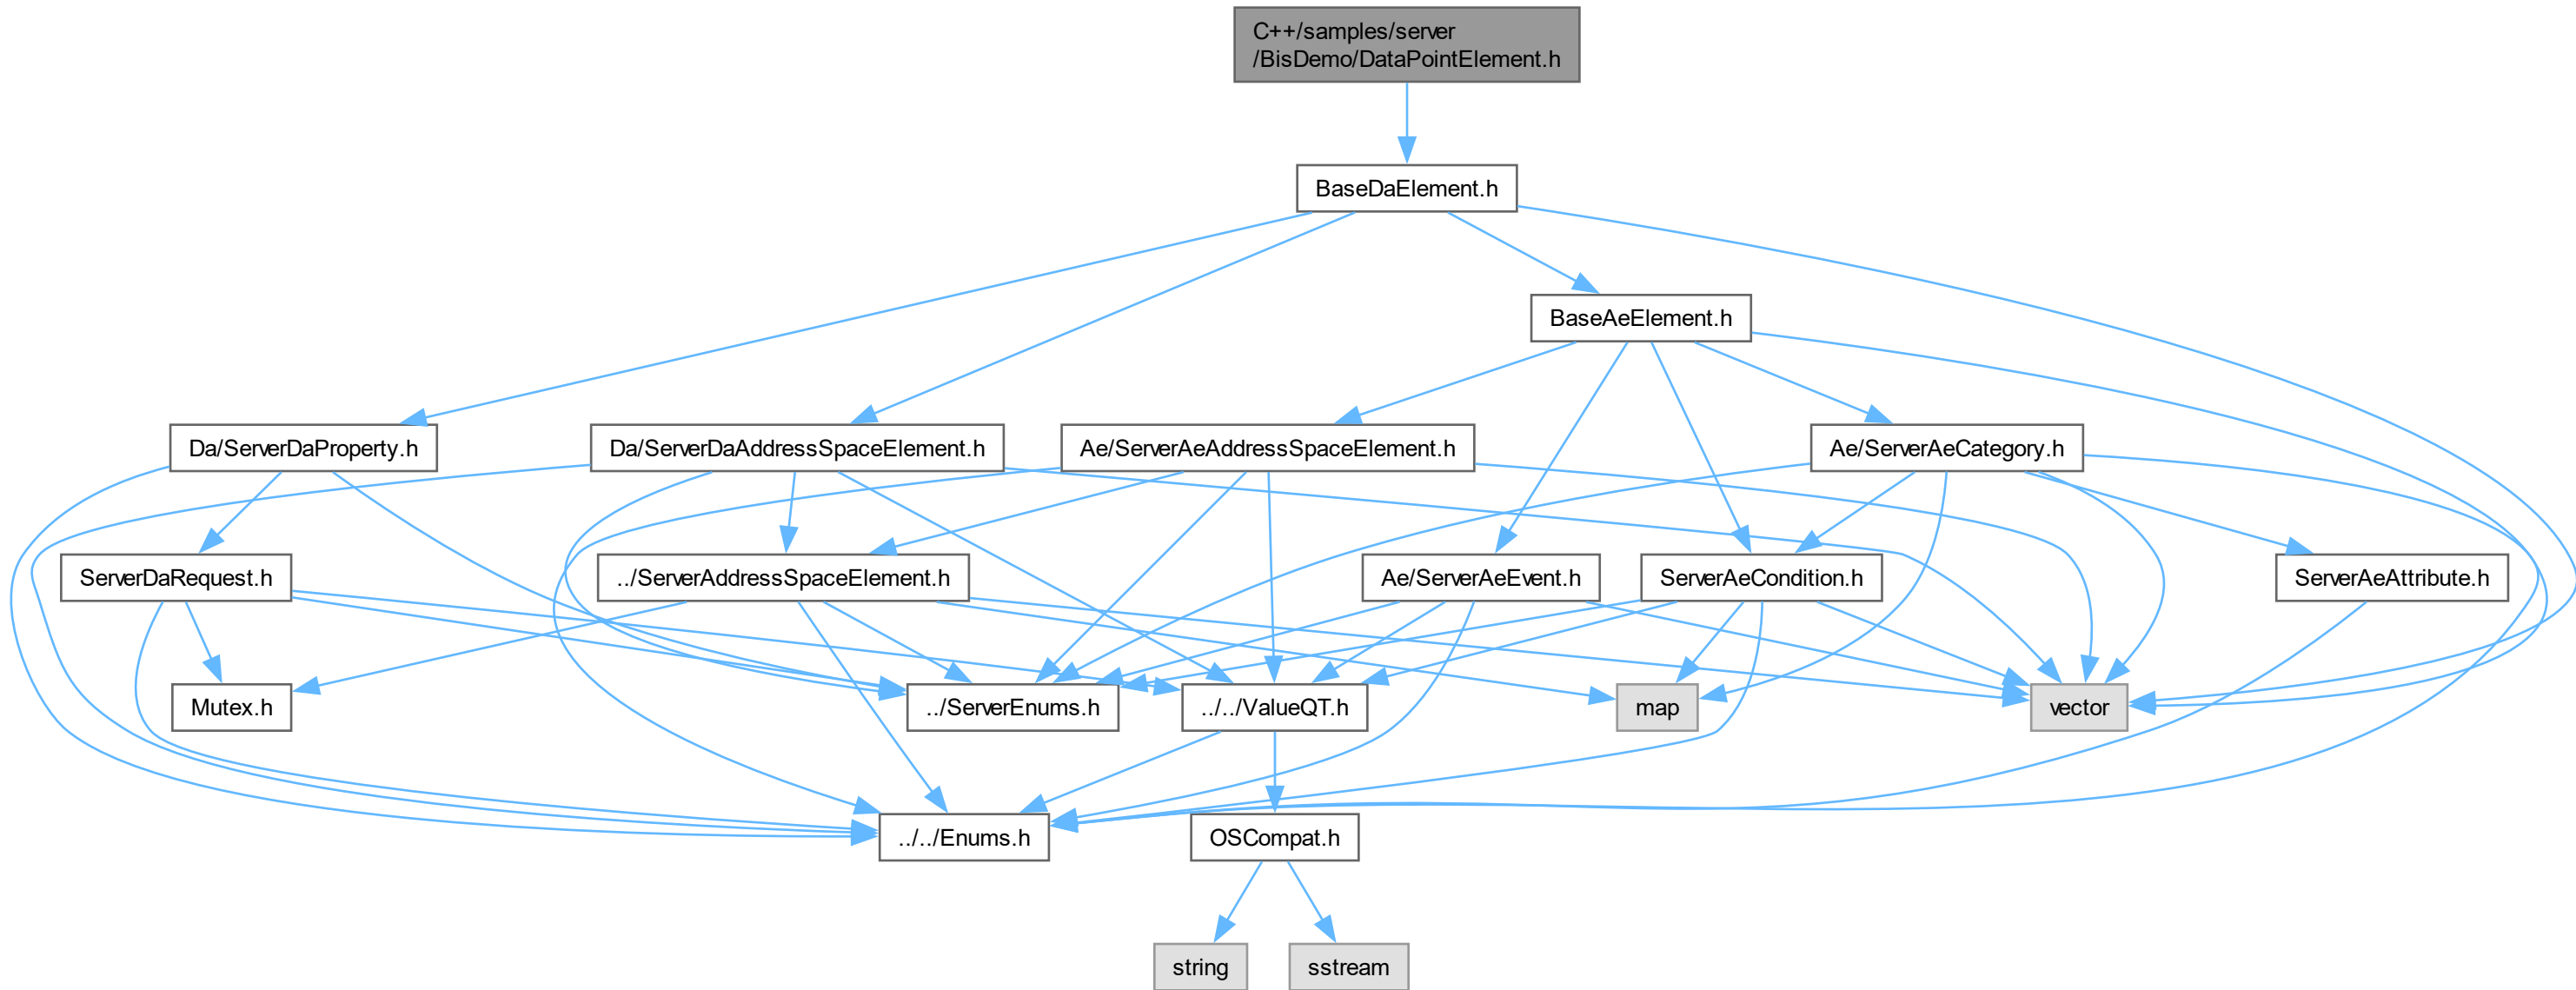 C++/samples/server
/BisDemo/DataPointElement.h
BaseDaElement.h
BaseAeElement.h
Da/ServerDaProperty.h
Da/ServerDaAddressSpaceElement.h
Ae/ServerAeAddressSpaceElement.h
Ae/ServerAeCategory.h
ServerDaRequest.h
../ServerAddressSpaceElement.h
Ae/ServerAeEvent.h
ServerAeCondition.h
ServerAeAttribute.h
Mutex.h
../ServerEnums.h
../../ValueQT.h
map
vector
../../Enums.h
OSCompat.h
string
sstream